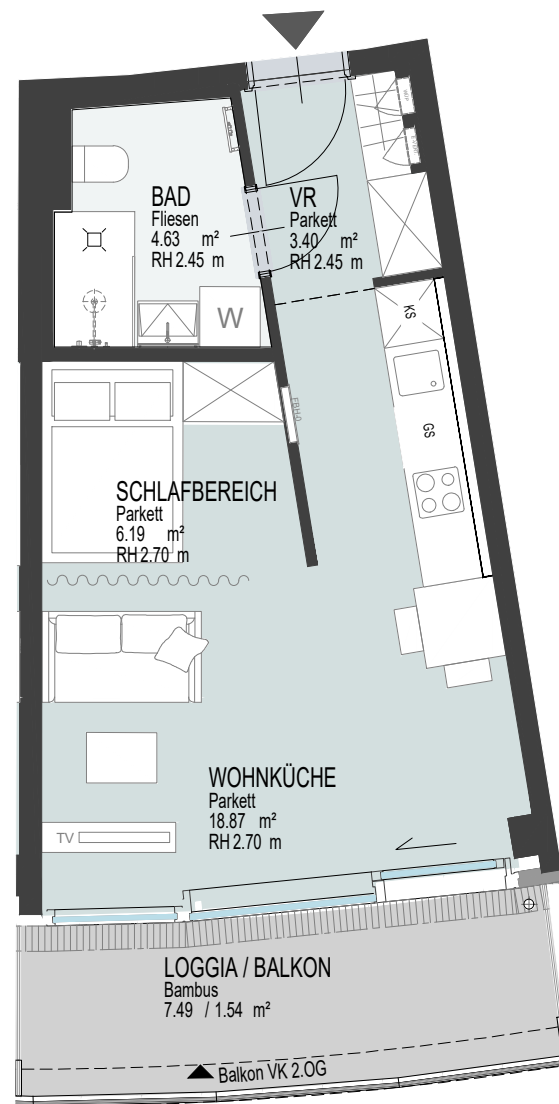 BAD
Fliesen
4.63 m²
RH 2.45 m
VR
Parkett
3.40 m²
RH 2.45 m
W
KS
GS
FBH-0
SCHLAFBEREICH
Parkett
6.19 m²
RH 2.70 m
WOHNKÜCHE
Parkett
18.87 m²
RH 2.70 m
TV
LOGGIA / BALKON
Bambus
7.49 / 1.54 m²
Balkon VK 2.OG